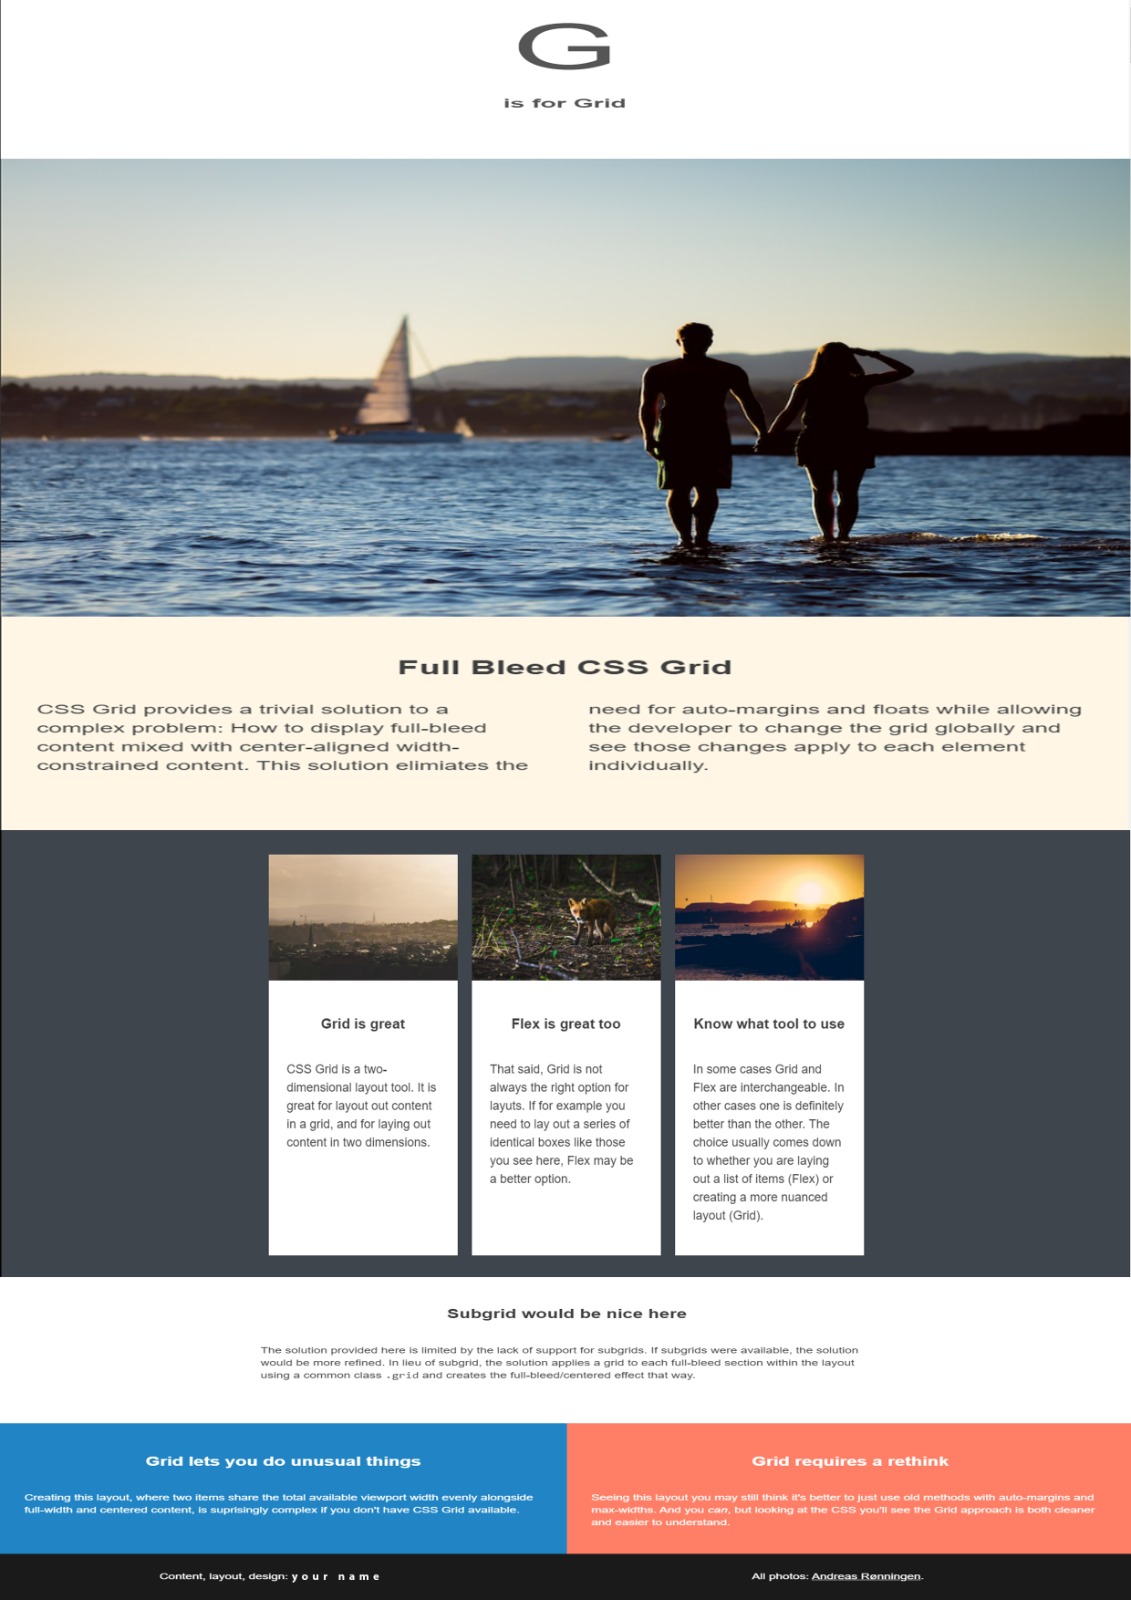 G
is for Grid
Full Bleed CSS Grid
CSS Grid provides a trivial solution to a
complex problem: How to display full-bleed
content mixed with center-aligned width-
constrained content. This solution elimiates the
need for auto-margins and floats while allowing
the developer to change the grid globally and
see those changes apply to each element
individually.
Grid is great
CSS Grid is a two-
dimensional layout tool. It is
great for layout out content
in a grid, and for laying out
content in two dimensions.
Flex is great too
That said, Grid is not
always the right option for
layuts. If for example you
need to lay out a series of
identical boxes like those
you see here, Flex may be
a better option.
Know what tool to use
In some cases Grid and
Flex are interchangeable. In
other cases one is definitely
better than the other. The
choice usually comes down
to whether you are laying
out a list of items (Flex) or
creating a more nuanced
layout (Grid).
Subgrid would be nice here
The solution provided here is limited by the lack of support for subgrids. If subgrids were available, the solution
would be more refined. In lieu of subgrid, the solution applies a grid to each full-bleed section within the layout
using a common class .grid and creates the full-bleed/centered effect that way.
Grid lets you do unusual things
Creating this layout, where two items share the total available viewport width evenly alongside
full-width and centered content, is suprisingly complex if you don't have CSS Grid available.
Grid requires a rethink
Seeing this layout you may still think it's better to just use old methods with auto-margins and
max-widths. And you can, but looking at the CSS you'll see the Grid approach is both cleaner
and easier to understand.
Content, layout, design: your name
All photos: Andreas Rønningen.